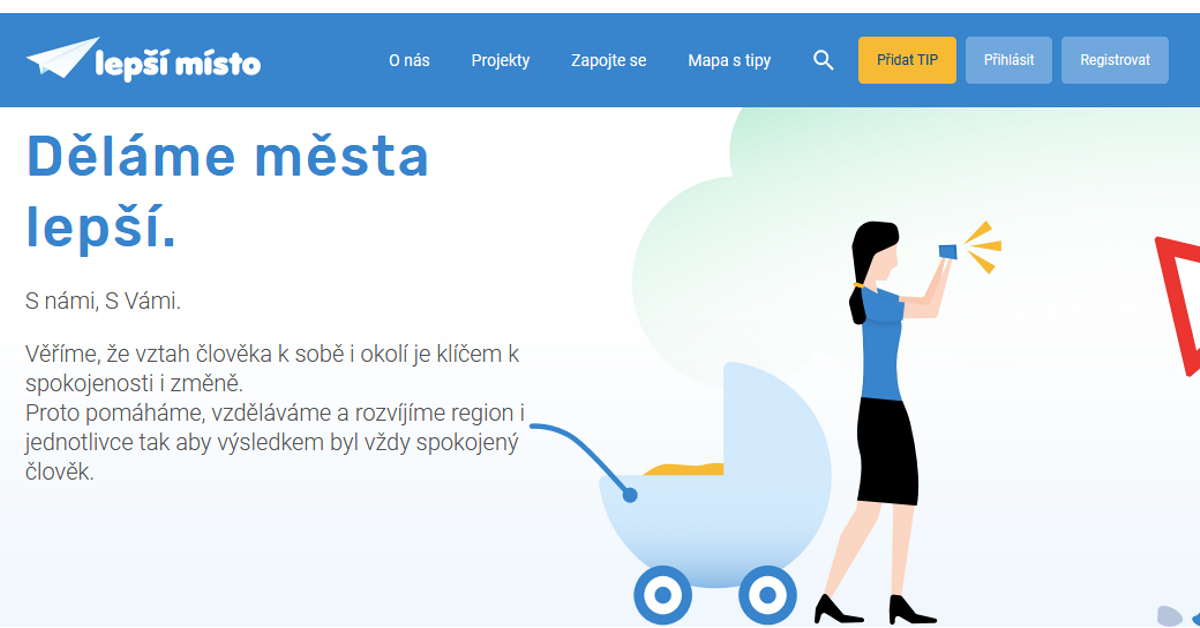 lepší místo
O nás
Projekty
Zapojte se
Mapa s tipy
Přidat TIP
Přihlásit
Registrovat
Děláme města
lepší.
S námi, S Vámi.
Věříme, že vztah člověka k sobě i okolí je klíčem k
spokojenosti i změně.
Proto pomáháme, vzděláváme a rozvíjíme region i
jednotlivce tak aby výsledkem byl vždy spokojený
člověk.